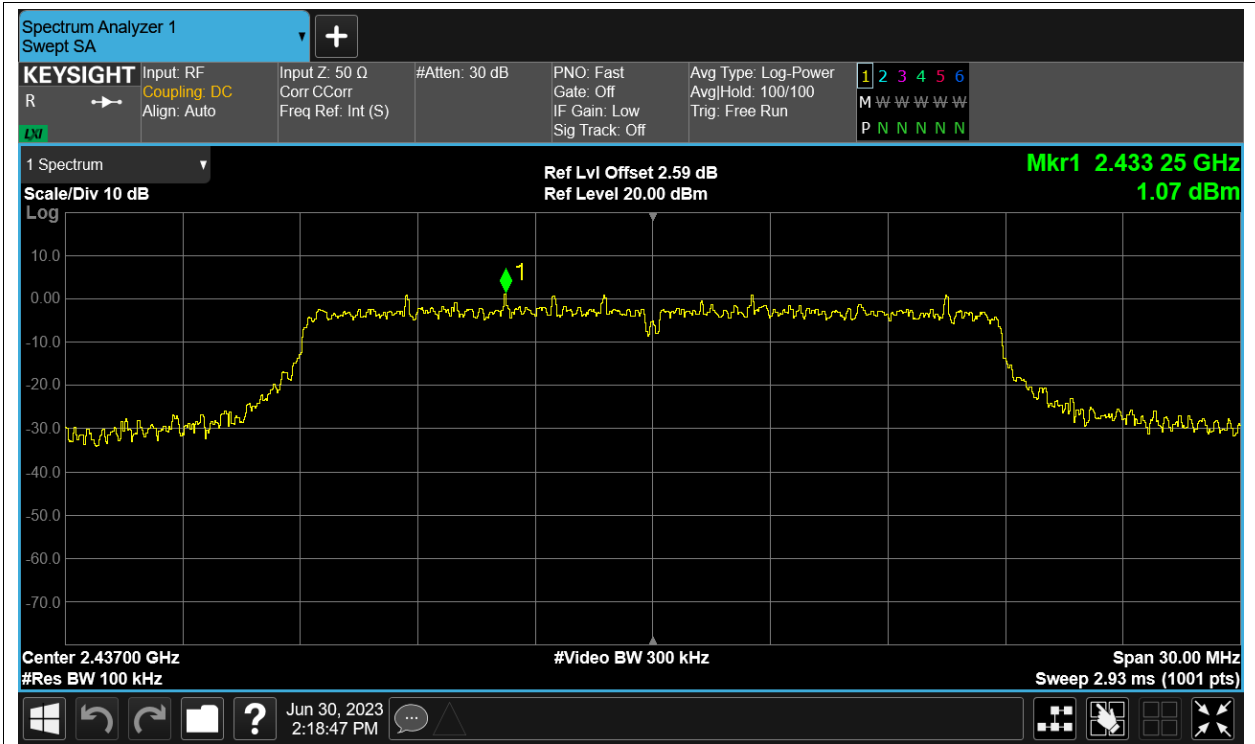 Spectrum Analyzer 1
Swept SA
KEYSIGHT
R
LXI
Input: RF
Coupling: DC
Align: Auto
Input Z: 50 Ω
Corr CCorr
Freq Ref: Int (S)
#Atten: 30 dB
PNO: Fast
Gate: Off
IF Gain: Low
Sig Track: Off
Avg Type: Log-Power
Avg|Hold: 100/100
Trig: Free Run
1 2 3 4 5 6
M W W W W W
P N N N N N
1 Spectrum
Scale/Div 10 dB
Log
Ref Lvl Offset 2.59 dB
Ref Level 20.00 dBm
Mkr1 2.433 25 GHz
1.07 dBm
1
10.0
0.00
-10.0
-20.0
-30.0
-40.0
-50.0
-60.0
-70.0
Center 2.43700 GHz
#Res BW 100 kHz
#Video BW 300 kHz
Span 30.00 MHz
Sweep 2.93 ms (1001 pts)
?
Jun 30, 2023
2:18:47 PM